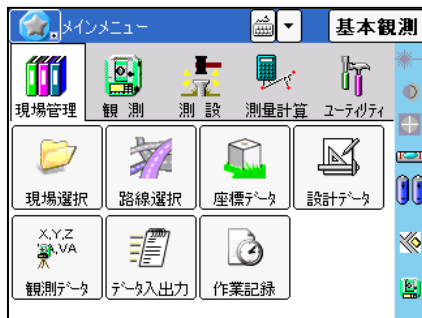 メインメニュー
基本観測
現場管理 観 測 測 設 測量計算 ユーティリティ
現場選択 路線選択 座標データ 設計データ
X,Y,Z
観測データ データ入出力 作業記録